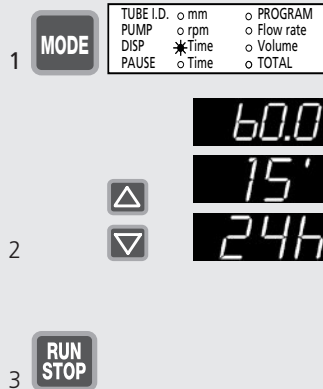 1 MODE
TUBE I.D. mm PROGRAM
PUMP rpm Flow rate
DISP Time Volume
PAUSE Time TOTAL
60.0
15'
24h
2
3 RUN STOP